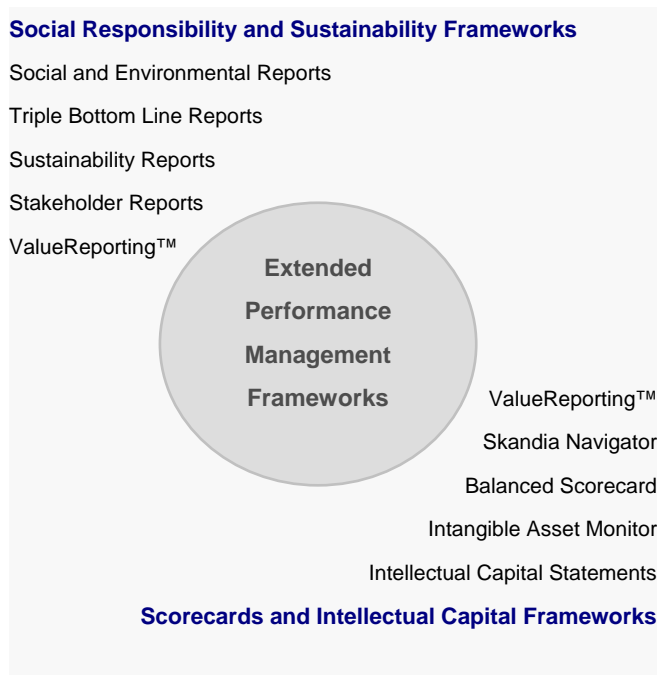 Social Responsibility and Sustainability Frameworks
Social and Environmental Reports
Triple Bottom Line Reports
Sustainability Reports
Stakeholder Reports
ValueReporting™
Extended
Performance
Management
Frameworks
ValueReporting™
Skandia Navigator
Balanced Scorecard
Intangible Asset Monitor
Intellectual Capital Statements
Scorecards and Intellectual Capital Frameworks